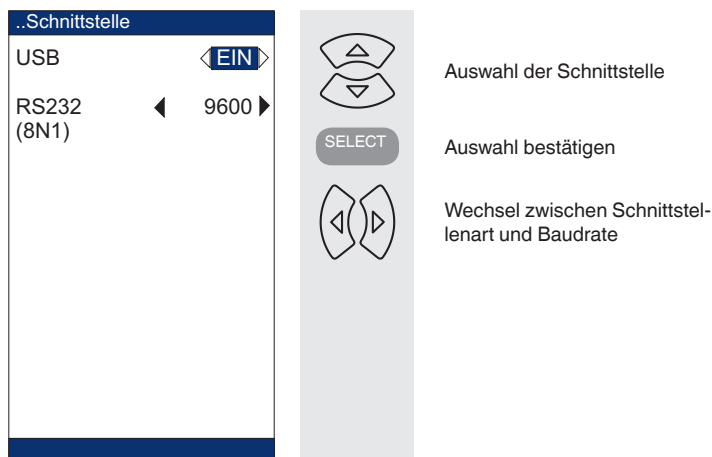 ..Schnittstelle
USB EIN
RS232 9600
(8N1)
Auswahl der Schnittstelle
SELECT
Auswahl bestätigen
Wechsel zwischen Schnittstel-
lenart und Baudrate